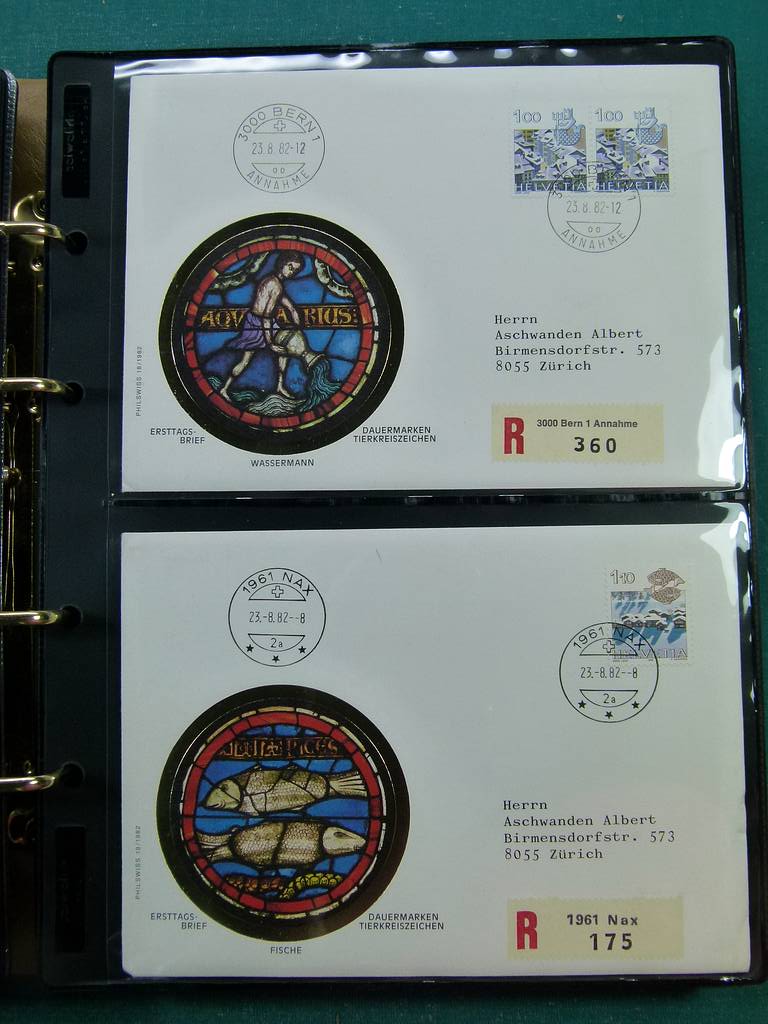 3000 BERN 1
23.8.82-12
00
ANNAHME
1 00
1 00
HELVETIA
HELVETIA
23.8.82-12
00
ANNAHME
AQV A RIUS
Herrn
Aschwanden Albert
Birmensdorfstr. 573
8055 Zürich
PHILSWISS 18/1982
ERSTTAGS-
BRIEF
DAUERMARKEN
TIERKREISZEICHEN
WASSERMANN
R 3000 Bern 1 Annahme
360
1961 NAX
23.-8.82--8
2a
1 10
HELVETIA
1961 NAX
23.-8.82--8
2a
Herrn
Aschwanden Albert
Birmensdorfstr. 573
8055 Zürich
PHILSWISS 19/1982
ERSTTAGS-
BRIEF
DAUERMARKEN
TIERKREISZEICHEN
FISCHE
R 1961 Nax
175